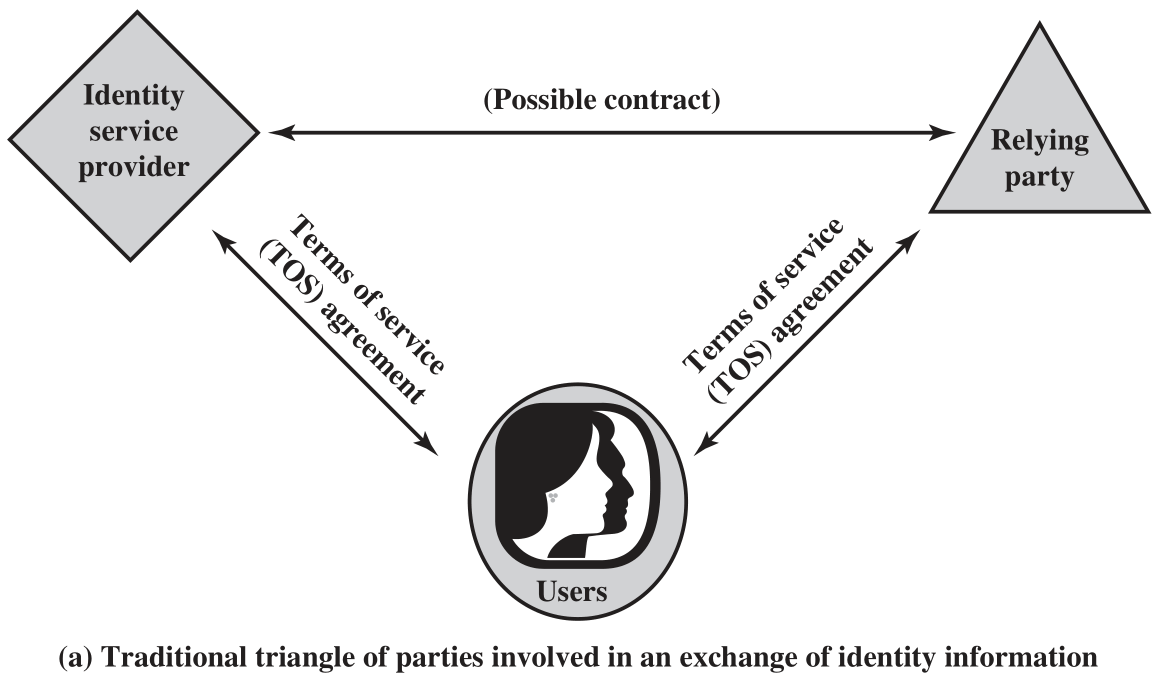 Identity
service
provider
(Possible contract)
Relying
party
Terms of service
(TOS) agreement
Terms of service
(TOS) agreement
Users
(a) Traditional triangle of parties involved in an exchange of identity information